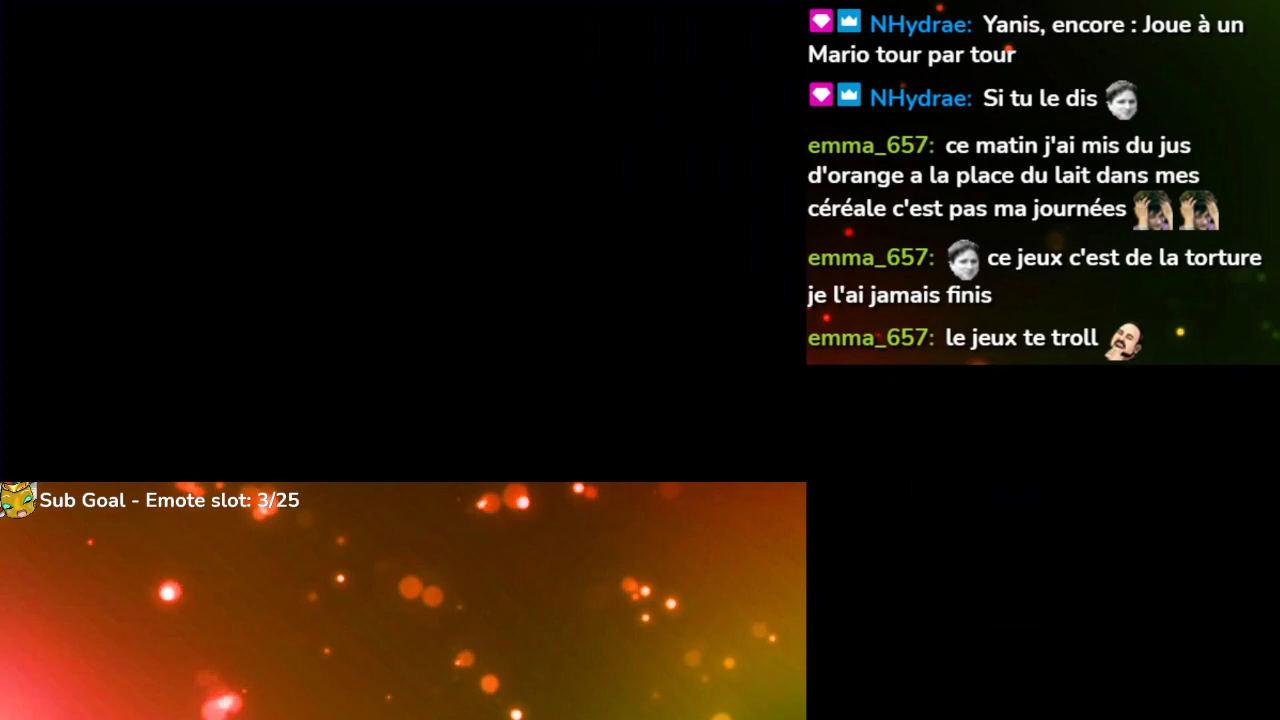 NHydrae: Yanis, encore : Joue à un
Mario tour par tour
NHydrae: Si tu le dis
emma_657: ce matin j'ai mis du jus
d'orange a la place du lait dans mes
céréale c'est pas ma journées
emma_657: ce jeux c'est de la torture
je l'ai jamais finis
emma_657: le jeux te troll
Sub Goal - Emote slot: 3/25